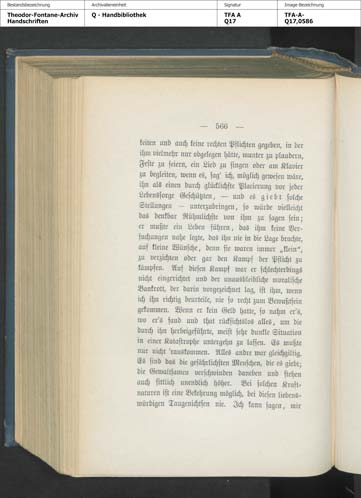 Bestandsbezeichnung
Theodor-Fontane-Archiv
Handschriften
Archivalieneinheit
Q - Handbibliothek
Signatur
TFA A
Q17
Image Bezeichnung
TFA-A-
Q17,0586
— 566 —
keiten und auch keine rechten Pflichten gegeben, in der
ihm vielmehr nur obgelegen hätte, munter zu plaudern,
Feste zu feiern, ein Lied zu singen oder am Klavier
zu begleiten, wenn es, sag' ich, möglich gewesen wäre,
ihn als einen durch glücklichste Placierung vor jeder
Lebenssorge Geschützten, — und es giebt solche
Stellungen — unterzubringen, so würde vielleicht
das denkbar Rühmlichste von ihm zu sagen sein;
er mußte ein Leben führen, das ihm keine Ver-
suchungen nahe legte, das ihn nie in die Lage brachte,
auf kleine Wünsche, denn sie waren immer „klein“,
zu verzichten oder gar den Kampf der Pflicht zu
kämpfen. Auf diesen Kampf war er schlechterdings
nicht eingerichtet und der unausbleibliche moralische
Bankrott, der darin vorgezeichnet lag, ist ihm, wenn
ich ihn richtig beurteile, nie so recht zum Bewußtsein
gekommen. Wenn er kein Geld hatte, so nahm er's,
wo er's fand und that rücksichtslos alles, um die
durch ihn herbeigeführte, meist sehr dunkle Situation
in einer Katastrophe untergehn zu lassen. Es mußte
nur nicht 'rauskommen. Alles andre war gleichgiltig.
Es sind das die gefährlichsten Menschen, die es giebt;
die Gewaltsamen verschwinden daneben und stehen
auch sittlich unendlich höher. Bei solchen Kraft-
naturen ist eine Bekehrung möglich, bei diesen liebens-
würdigen Taugenichtsen nie. Ich kann sagen, mir